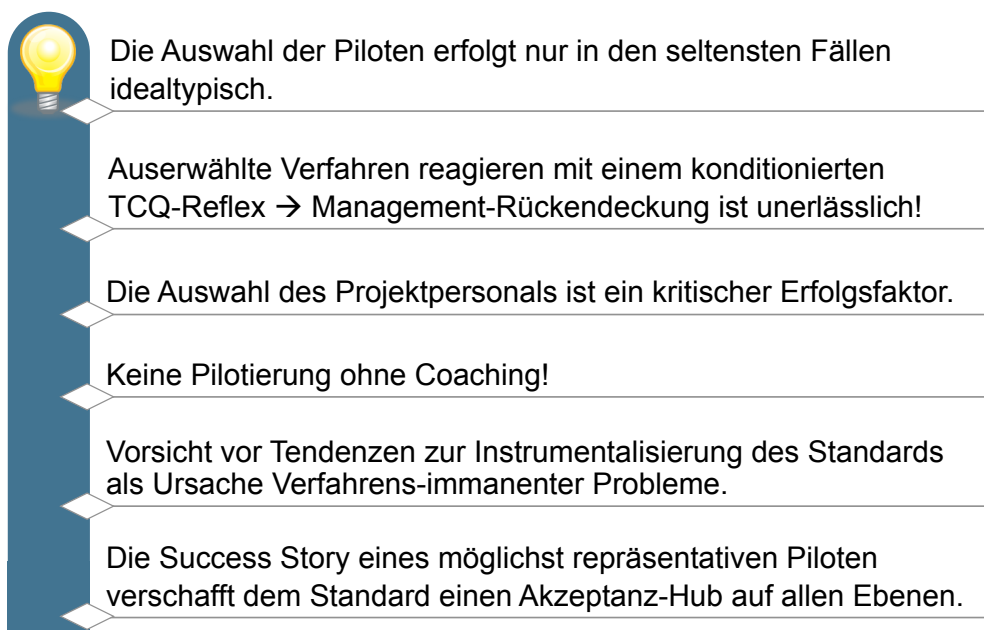 Die Auswahl der Piloten erfolgt nur in den seltensten Fällen
idealtypisch.
Auserwählte Verfahren reagieren mit einem konditionierten
TCQ-Reflex → Management-Rückendeckung ist unerlässlich!
Die Auswahl des Projektpersonals ist ein kritischer Erfolgsfaktor.
Keine Pilotierung ohne Coaching!
Vorsicht vor Tendenzen zur Instrumentalisierung des Standards
als Ursache Verfahrens-immanenter Probleme.
Die Success Story eines möglichst repräsentativen Piloten
verschafft dem Standard einen Akzeptanz-Hub auf allen Ebenen.